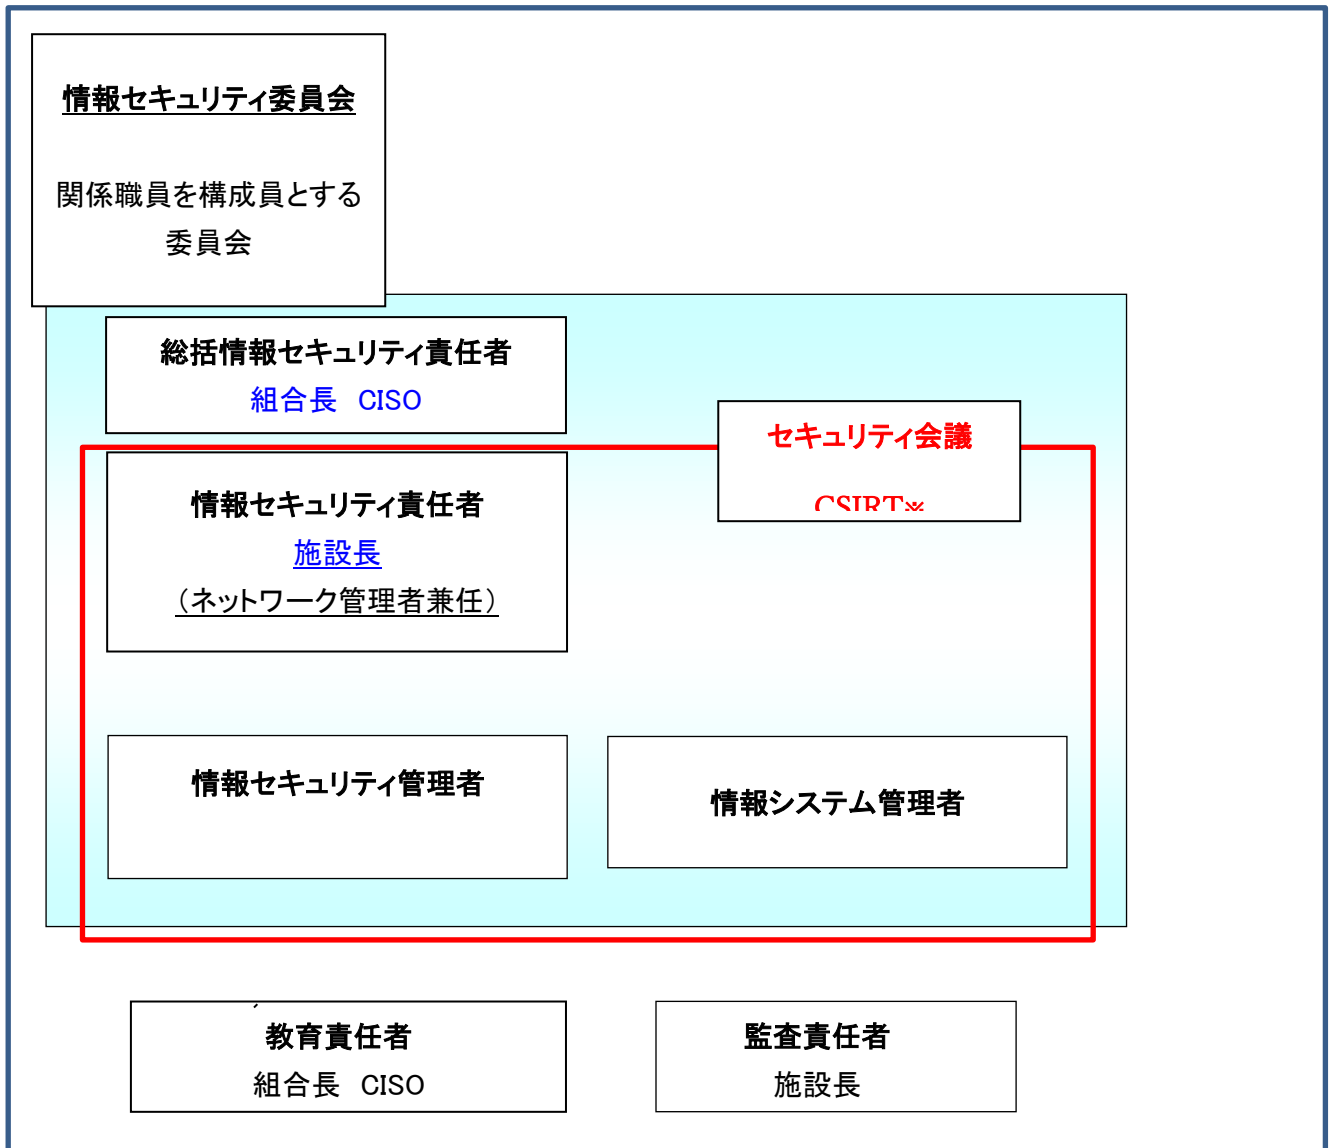 情報セキュリティ委員会
関係職員を構成員とする
委員会
総括情報セキュリティ責任者
組合長 CISO
セキュリティ会議
CSIRT※
情報セキュリティ責任者
施設長
（ネットワーク管理者兼任）
情報セキュリティ管理者
情報システム管理者
教育責任者
組合長 CISO
監査責任者
施設長